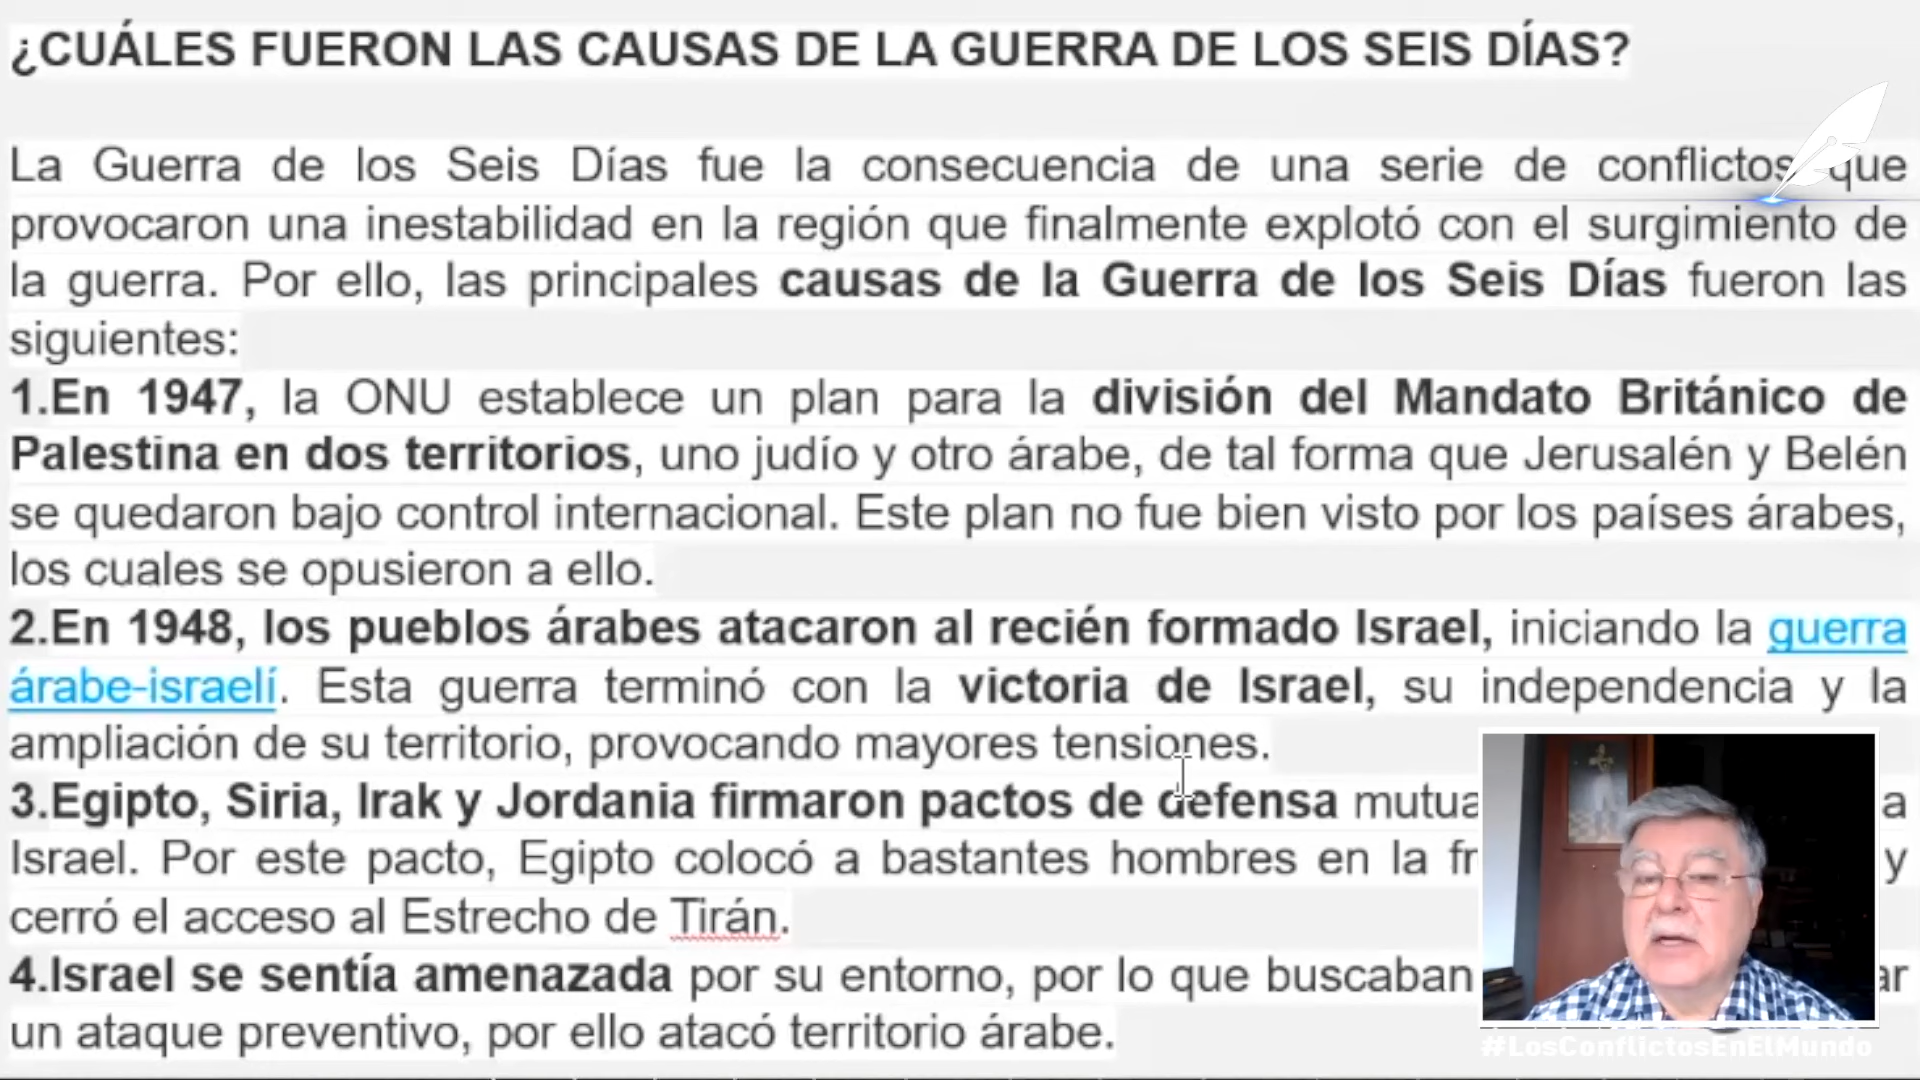 ¿CUÁLES FUERON LAS CAUSAS DE LA GUERRA DE LOS SEIS DÍAS?
La Guerra de los Seis Días fue la consecuencia de una serie de conflictos que
provocaron una inestabilidad en la región que finalmente explotó con el surgimiento de
la guerra. Por ello, las principales causas de la Guerra de los Seis Días fueron las
siguientes:
1.En 1947, la ONU establece un plan para la división del Mandato Británico de
Palestina en dos territorios, uno judío y otro árabe, de tal forma que Jerusalén y Belén
se quedaron bajo control internacional. Este plan no fue bien visto por los países árabes,
los cuales se opusieron a ello.
2.En 1948, los pueblos árabes atacaron al recién formado Israel, iniciando la guerra
árabe-israelí. Esta guerra terminó con la victoria de Israel, su independencia y la
ampliación de su territorio, provocando mayores tensiones.
3.Egipto, Siria, Irak y Jordania firmaron pactos de defensa mutua a
Israel. Por este pacto, Egipto colocó a bastantes hombres en la fr y
cerró el acceso al Estrecho de Tirán.
4.Israel se sentía amenazada por su entorno, por lo que buscaban ar
un ataque preventivo, por ello atacó territorio árabe.
#LosConflictosEnElMundo